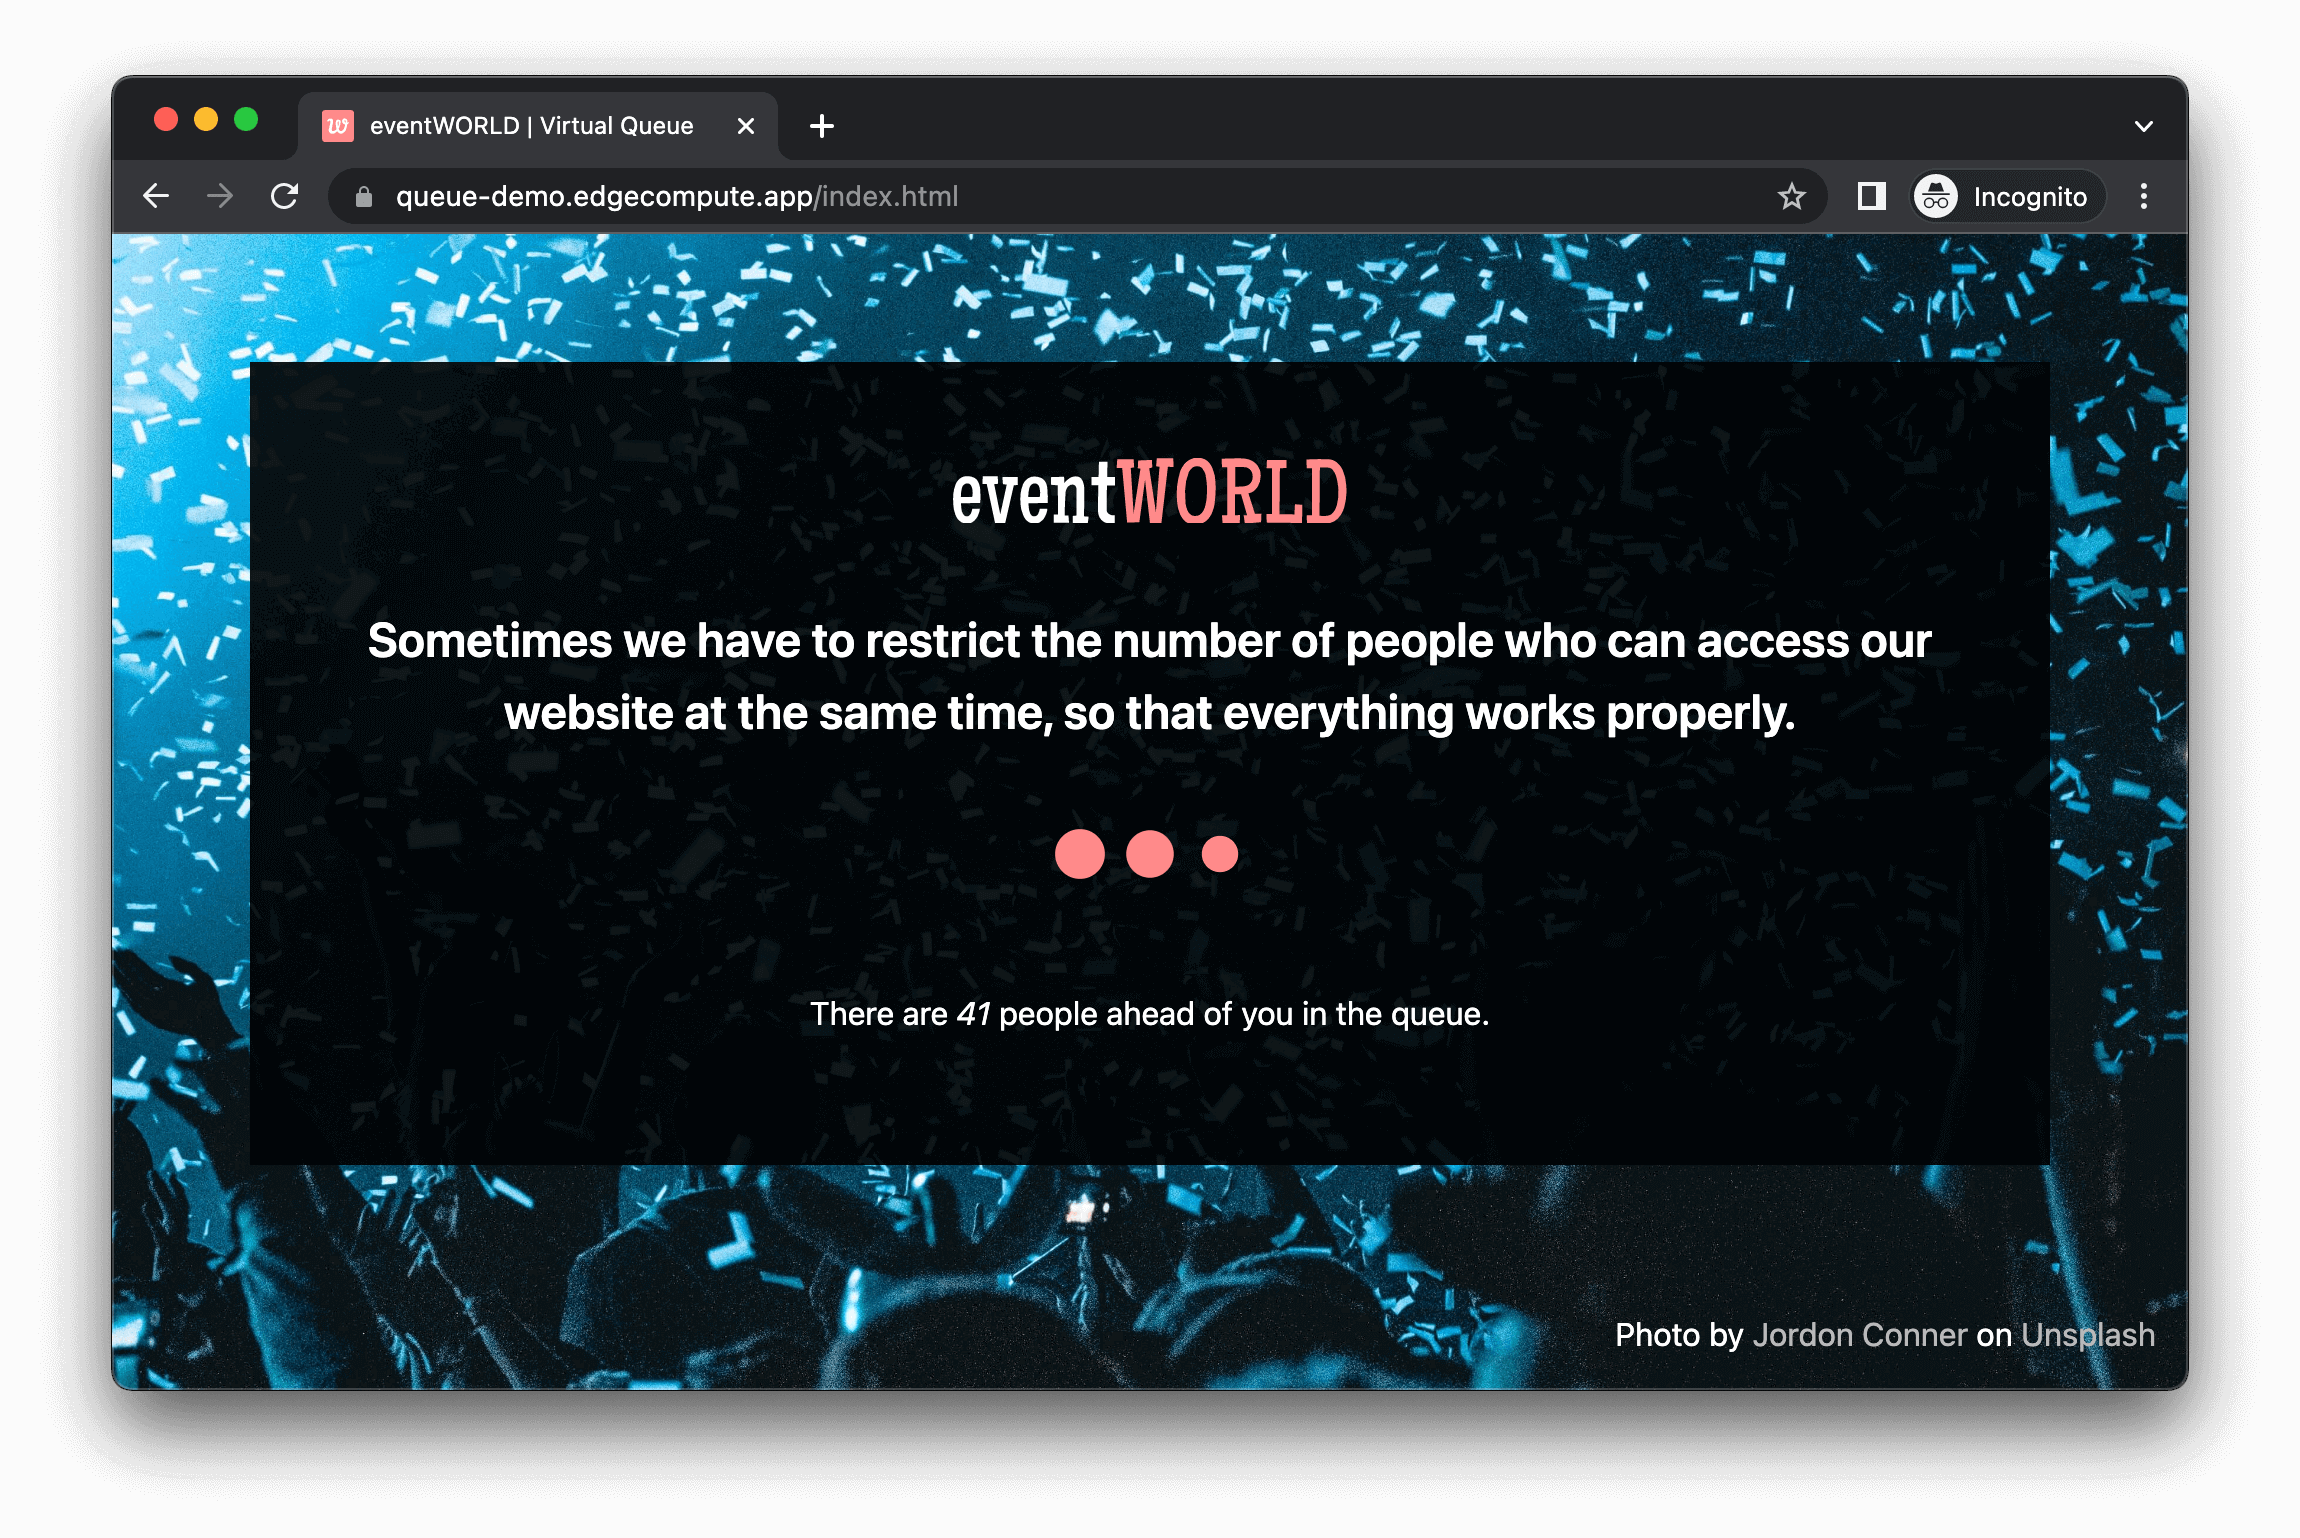 eventWORLD | Virtual Queue
queue-demo.edgecompute.app/index.html
Incognito
eventWORLD
Sometimes we have to restrict the number of people who can access our
website at the same time, so that everything works properly.
There are 41 people ahead of you in the queue.
Photo by Jordon Conner on Unsplash